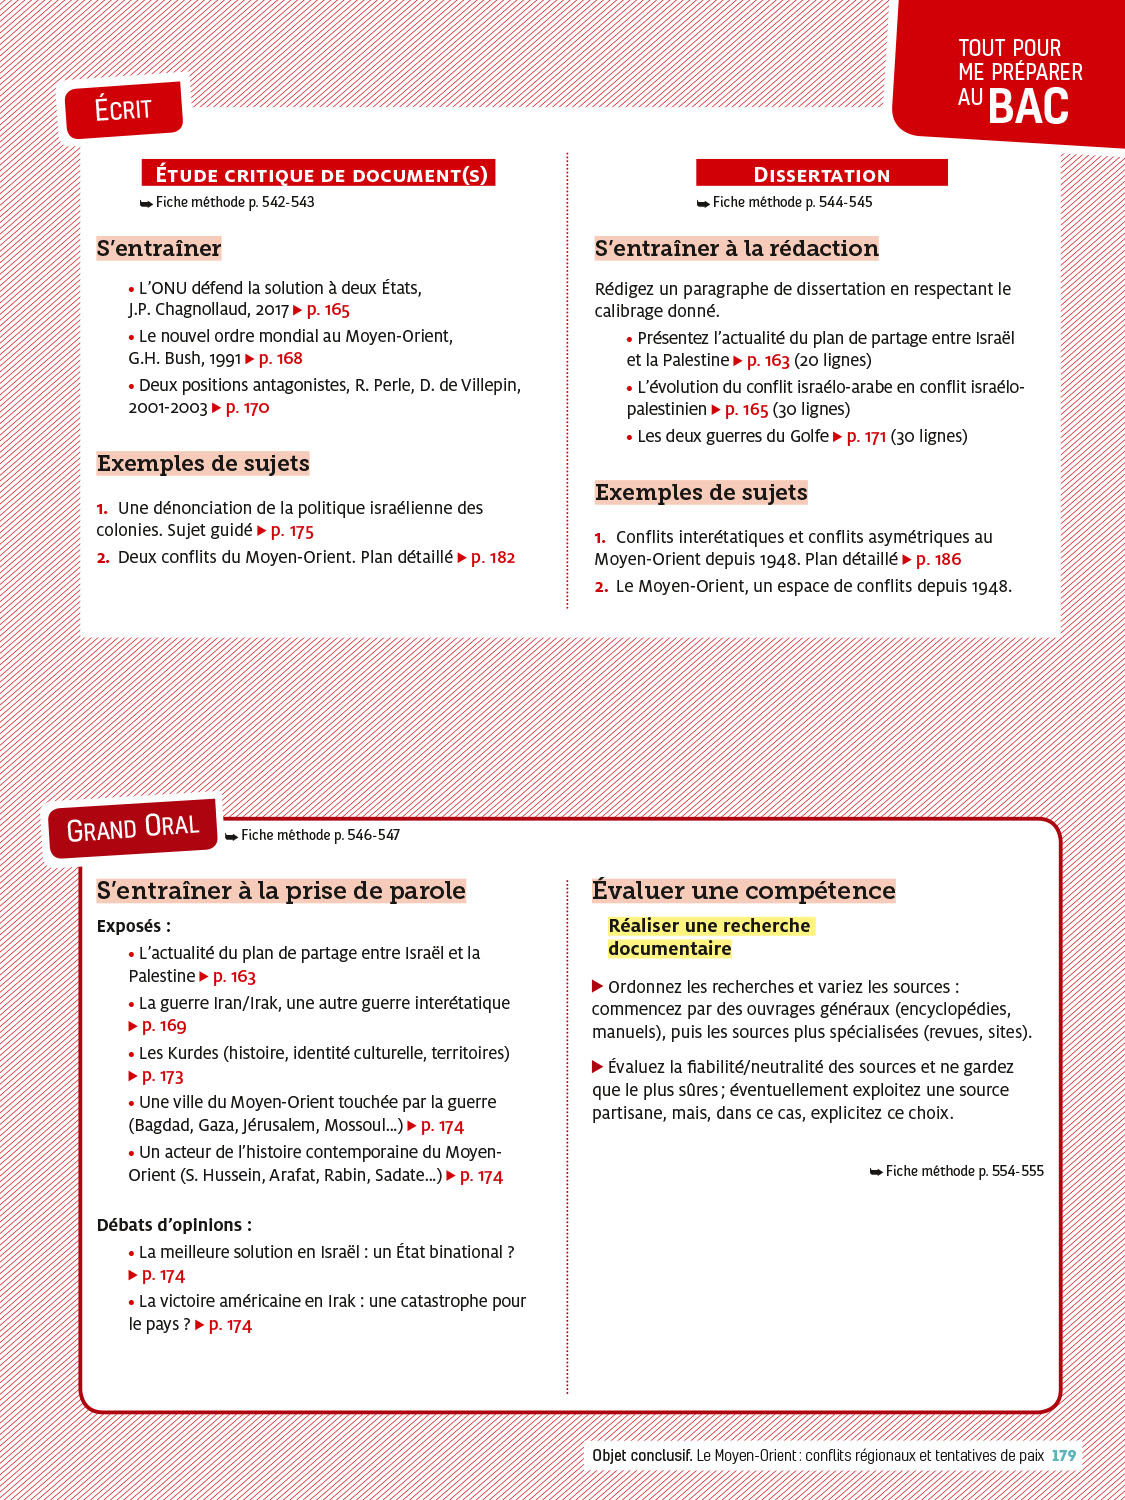 TOUT POUR
ME PRÉPARER
AU BAC
ÉCRIT
ÉTUDE CRITIQUE DE DOCUMENT(S)
➥ Fiche méthode p. 542-543
S’entraîner
• L’ONU défend la solution à deux États,
J.P. Chagnollaud, 2017 ▶ p. 165
• Le nouvel ordre mondial au Moyen-Orient,
G.H. Bush, 1991 ▶ p. 168
• Deux positions antagonistes, R. Perle, D. de Villepin,
2001-2003 ▶ p. 170
Exemples de sujets
1. Une dénonciation de la politique israélienne des
colonies. Sujet guidé ▶ p. 175
2. Deux conflits du Moyen-Orient. Plan détaillé ▶ p. 182
DISSERTATION
➥ Fiche méthode p. 544-545
S’entraîner à la rédaction
Rédigez un paragraphe de dissertation en respectant le
calibrage donné.
• Présentez l’actualité du plan de partage entre Israël
et la Palestine ▶ p. 163 (20 lignes)
• L’évolution du conflit israélo-arabe en conflit israélo-
palestinien ▶ p. 165 (30 lignes)
• Les deux guerres du Golfe ▶ p. 171 (30 lignes)
Exemples de sujets
1. Conflits interétatiques et conflits asymétriques au
Moyen-Orient depuis 1948. Plan détaillé ▶ p. 186
2. Le Moyen-Orient, un espace de conflits depuis 1948.
GRAND ORAL
➥ Fiche méthode p. 546-547
S’entraîner à la prise de parole
Exposés :
• L’actualité du plan de partage entre Israël et la
Palestine ▶ p. 163
• La guerre Iran/Irak, une autre guerre interétatique
▶ p. 169
• Les Kurdes (histoire, identité culturelle, territoires)
▶ p. 173
• Une ville du Moyen-Orient touchée par la guerre
(Bagdad, Gaza, Jérusalem, Mossoul...) ▶ p. 174
• Un acteur de l’histoire contemporaine du Moyen-
Orient (S. Hussein, Arafat, Rabin, Sadate...) ▶ p. 174
Débats d’opinions :
• La meilleure solution en Israël : un État binational ?
▶ p. 174
• La victoire américaine en Irak : une catastrophe pour
le pays ? ▶ p. 174
Évaluer une compétence
Réaliser une recherche
documentaire
▶ Ordonnez les recherches et variez les sources :
commencez par des ouvrages généraux (encyclopédies,
manuels), puis les sources plus spécialisées (revues, sites).
▶ Évaluez la fiabilité/neutralité des sources et ne gardez
que le plus sûres ; éventuellement exploitez une source
partisane, mais, dans ce cas, explicitez ce choix.
➥ Fiche méthode p. 554-555
Objet conclusif. Le Moyen-Orient : conflits régionaux et tentatives de paix 179